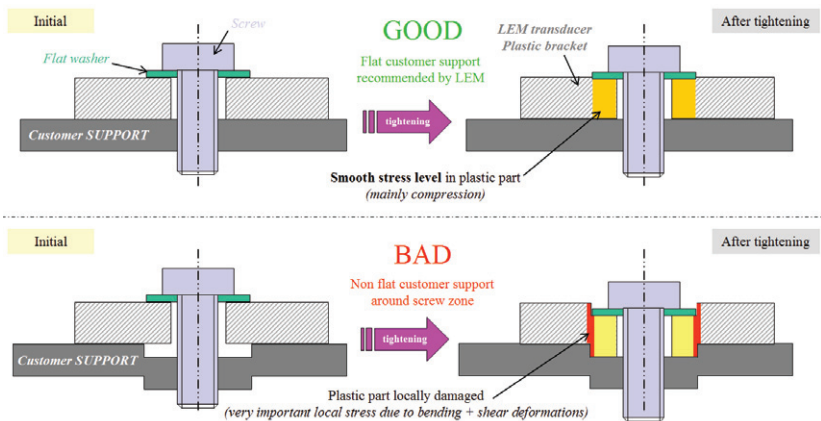 Initial
Screw
Flat washer
GOOD
Flat customer support
recommended by LEM
LEM transducer
Plastic bracket
After tightening
Customer SUPPORT
tightening
Smooth stress level in plastic part
(mainly compression)
Initial
BAD
After tightening
Non flat customer support
around screw zone
Customer SUPPORT
tightening
Plastic part locally damaged
(very important local stress due to bending + shear deformations)